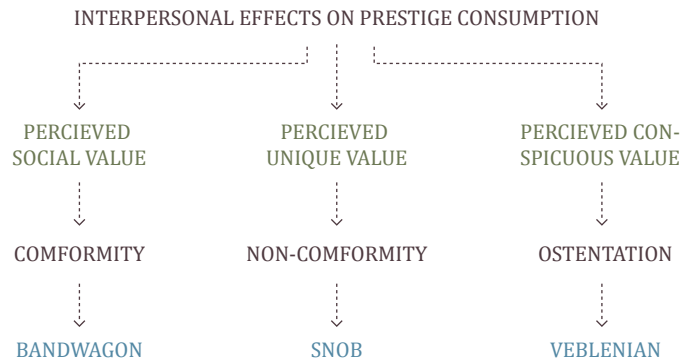 INTERPERSONAL EFFECTS ON PRESTIGE CONSUMPTION
PERCIEVED
SOCIAL VALUE
PERCIEVED
UNIQUE VALUE
PERCIEVED CON-
SPICUOUS VALUE
COMFORMITY
NON-COMFORMITY
OSTENTATION
BANDWAGON
SNOB
VEBLENIAN